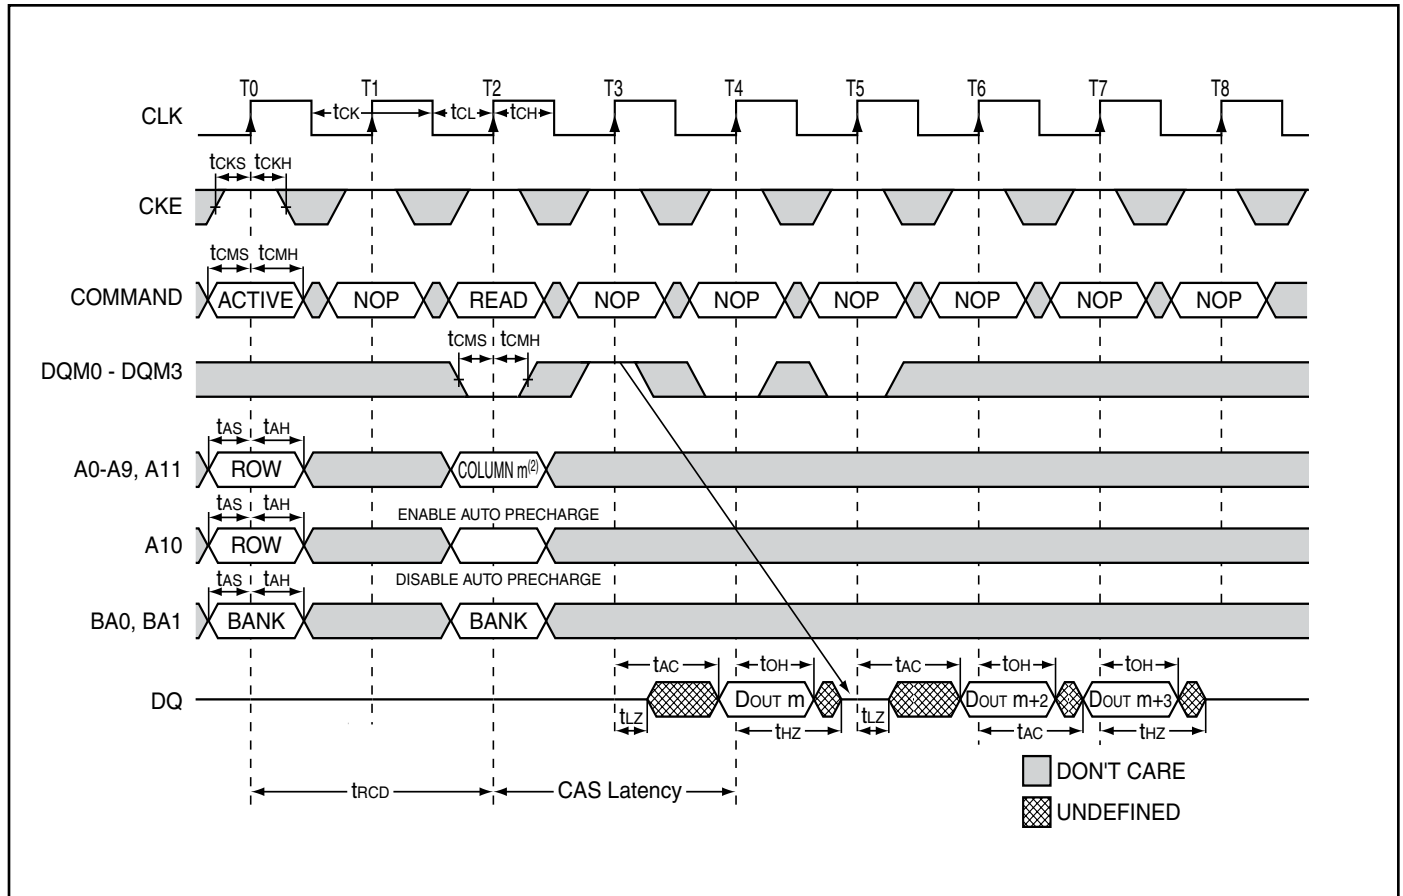 T0 T1 T2 T3 T4 T5 T6 T7 T8
CLK tCK tCL tCH
tCKS tCKH
CKE
tCMS tCMH
COMMAND ACTIVE NOP READ NOP NOP NOP NOP NOP NOP
tCMS tCMH
DQM0 - DQM3
tAS tAH
A0-A9, A11 ROW COLUMN m(2)
tAS tAH ENABLE AUTO PRECHARGE
A10 ROW
tAS tAH DISABLE AUTO PRECHARGE
BA0, BA1 BANK BANK
tAC tOH tAC tOH tOH
DQ DOUT m DOUT m+2 DOUT m+3
tLZ tHZ tLZ tAC tHZ
DON'T CARE
tRCD CAS Latency
UNDEFINED